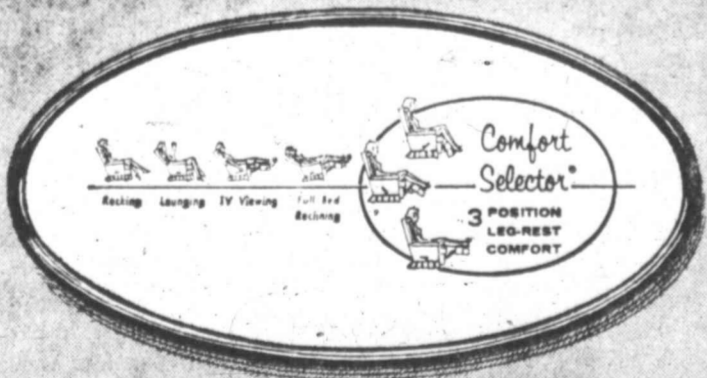 Rocking Lounging TV Viewing Full Bed
Reclining
Comfort
Selector®
3 POSITION
LEG-REST
COMFORT